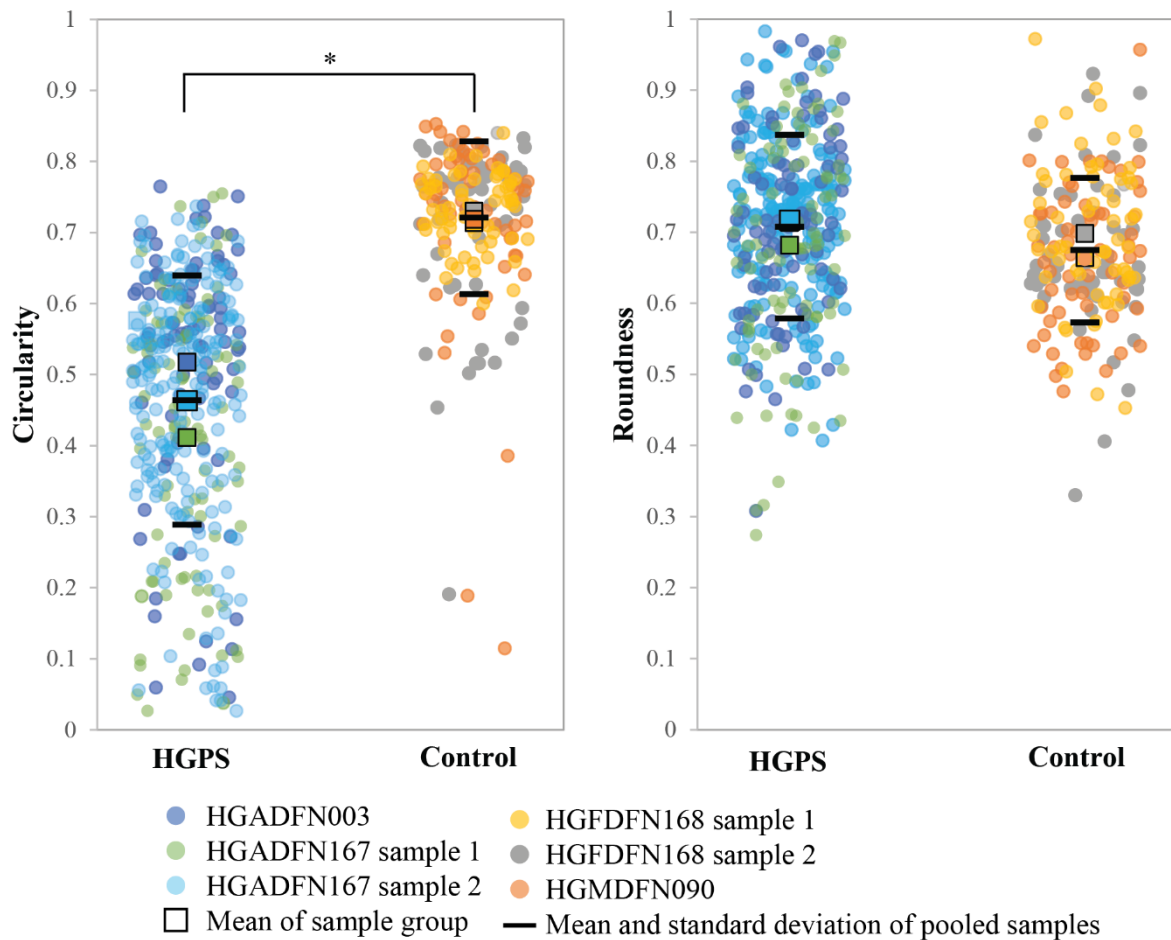 Circularity
1
0.9
0.8
0.7
0.6
0.5
0.4
0.3
0.2
0.1
0
*
HGPS
Control
Roundness
1
0.9
0.8
0.7
0.6
0.5
0.4
0.3
0.2
0.1
0
HGPS
Control
HGADFN003
HGADFN167 sample 1
HGADFN167 sample 2
Mean of sample group
HGFDFN168 sample 1
HGFDFN168 sample 2
HGMDFN090
Mean and standard deviation of pooled samples